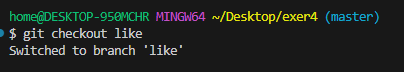 home@DESKTOP-950MCHR MINGW64 ~/Desktop/exer4 (master)
$ git checkout like
Switched to branch 'like'